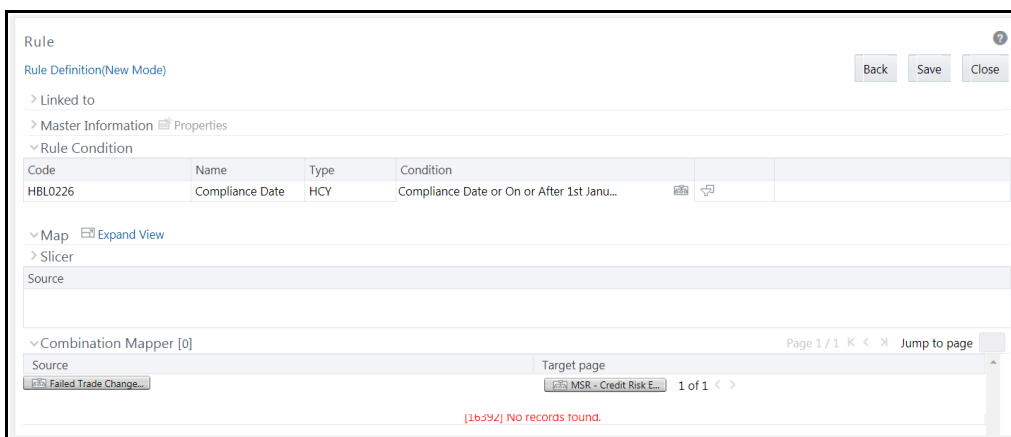 Rule
?
Rule Definition(New Mode)
Back Save Close
Linked to
Master Information Properties
Rule Condition
Code Name Type Condition
HBL0226 Compliance Date HCY Compliance Date or On or After 1st Janu...
Map Expand View
Slicer
Source
Combination Mapper [0] Page 1 / 1 Jump to page
Source Target page
Failed Trade Change... MSR - Credit Risk E... 1 of 1
[16392] No records found.